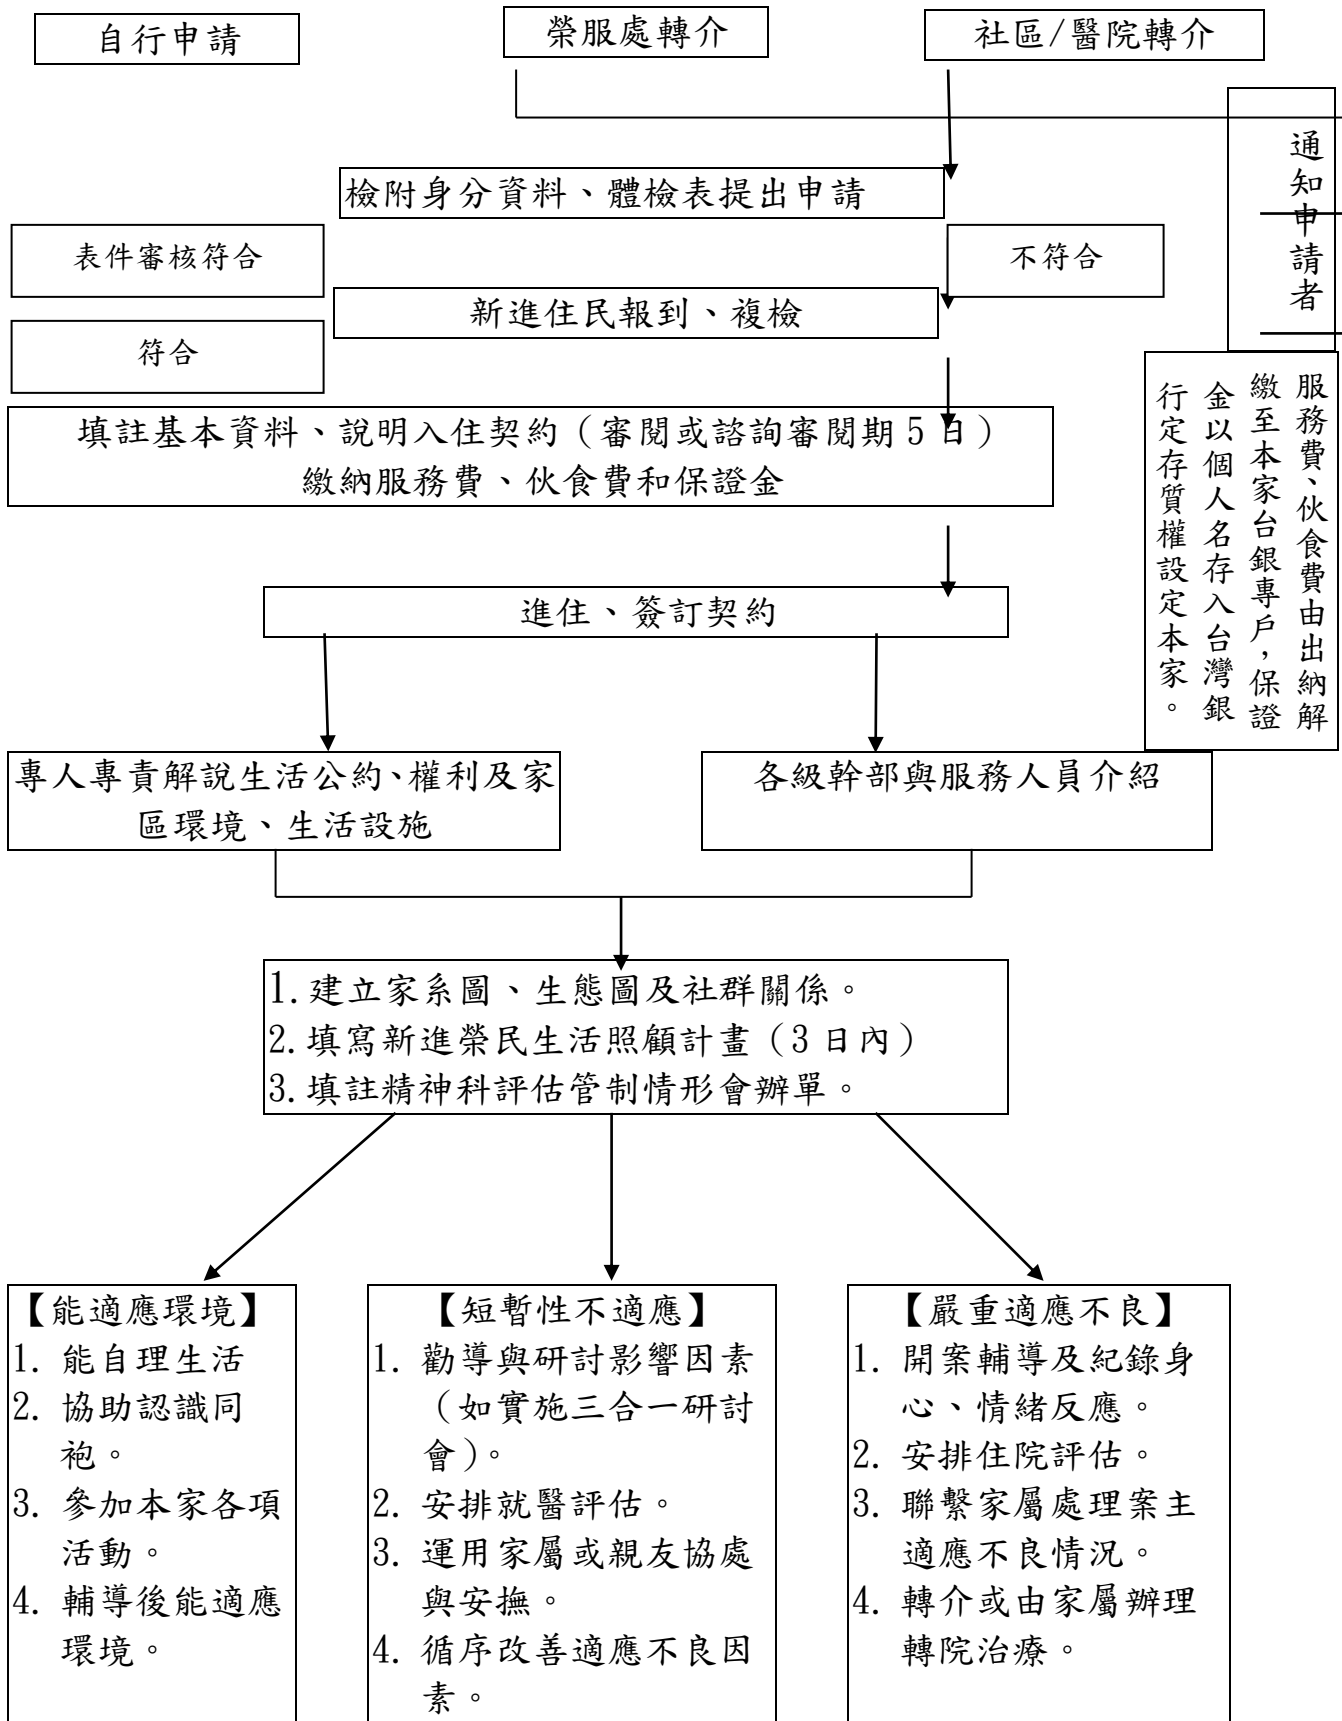 自行申請
榮服處轉介
社區/醫院轉介
通知申請者
檢附身分資料、體檢表提出申請
表件審核符合
不符合
新進住民報到、複檢
符合
服務費、伙食費由出納解
繳至本家台銀專戶,保證
金以個人名存入台灣銀
行定存質權設定本家。
填註基本資料、說明入住契約（審閱或諮詢審閱期5日）
繳納服務費、伙食費和保證金
進住、簽訂契約
專人專責解說生活公約、權利及家
區環境、生活設施
各級幹部與服務人員介紹
1.建立家系圖、生態圖及社群關係。
2.填寫新進榮民生活照顧計畫（3日內）
3.填註精神科評估管制情形會辦單。
【能適應環境】
1. 能自理生活
2. 協助認識同
袍。
3. 參加本家各項
活動。
4. 輔導後能適應
環境。
【短暫性不適應】
1. 勸導與研討影響因素
（如實施三合一研討
會）。
2. 安排就醫評估。
3. 運用家屬或親友協處
與安撫。
4. 循序改善適應不良因
素。
【嚴重適應不良】
1. 開案輔導及紀錄身
心、情緒反應。
2. 安排住院評估。
3. 聯繫家屬處理案主
適應不良情況。
4. 轉介或由家屬辦理
轉院治療。